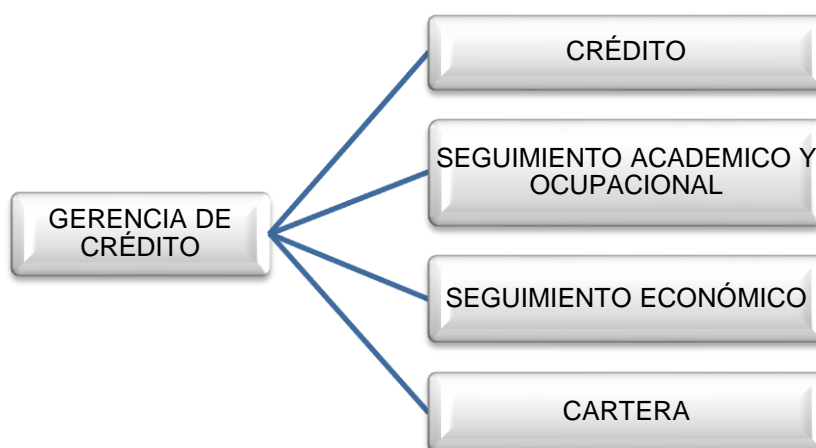 CRÉDITO
SEGUIMIENTO ACADEMICO Y
OCUPACIONAL
GERENCIA DE
CRÉDITO
SEGUIMIENTO ECONÓMICO
CARTERA